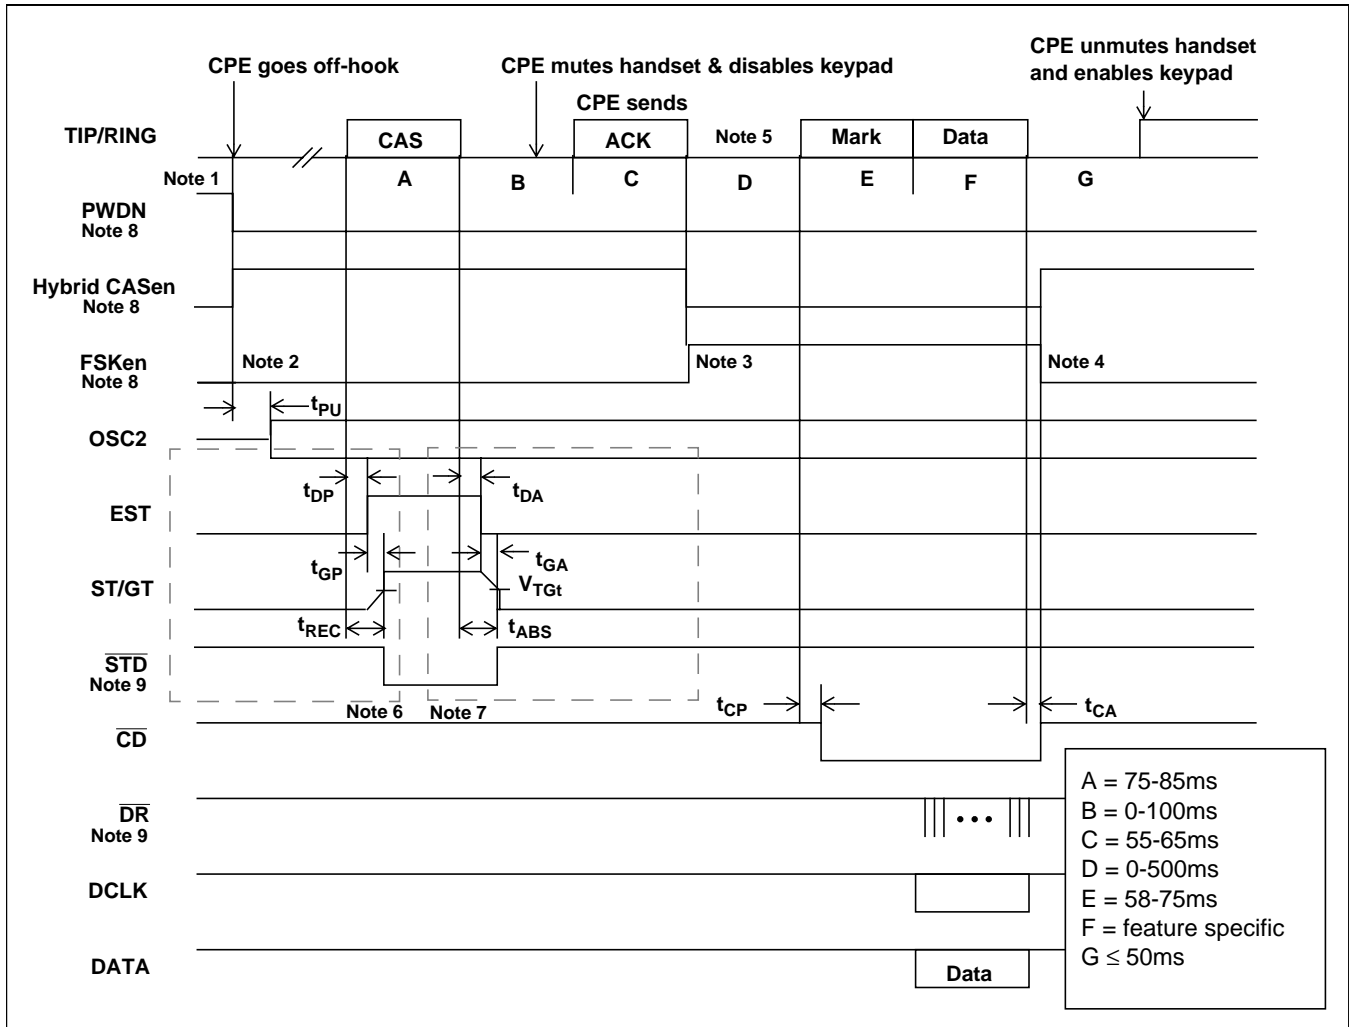 CPE unmutes handset
and enables keypad
CPE goes off-hook
CPE mutes handset & disables keypad
CPE sends
TIP/RING
CAS
ACK
Note 5
Mark
Data
Note 1
A
B
C
D
E
F
G
PWDN
Note 8
Hybrid CASen
Note 8
FSKen
Note 8
Note 2
Note 3
Note 4
tPU
OSC2
tDP
tDA
EST
tGP
tGA
ST/GT
VTGt
tREC
tABS
STD
Note 9
Note 6
Note 7
tCP
tCA
CD
DR
Note 9
• • •
DCLK
DATA
Data
A = 75-85ms
B = 0-100ms
C = 55-65ms
D = 0-500ms
E = 58-75ms
F = feature specific
G ≤ 50ms